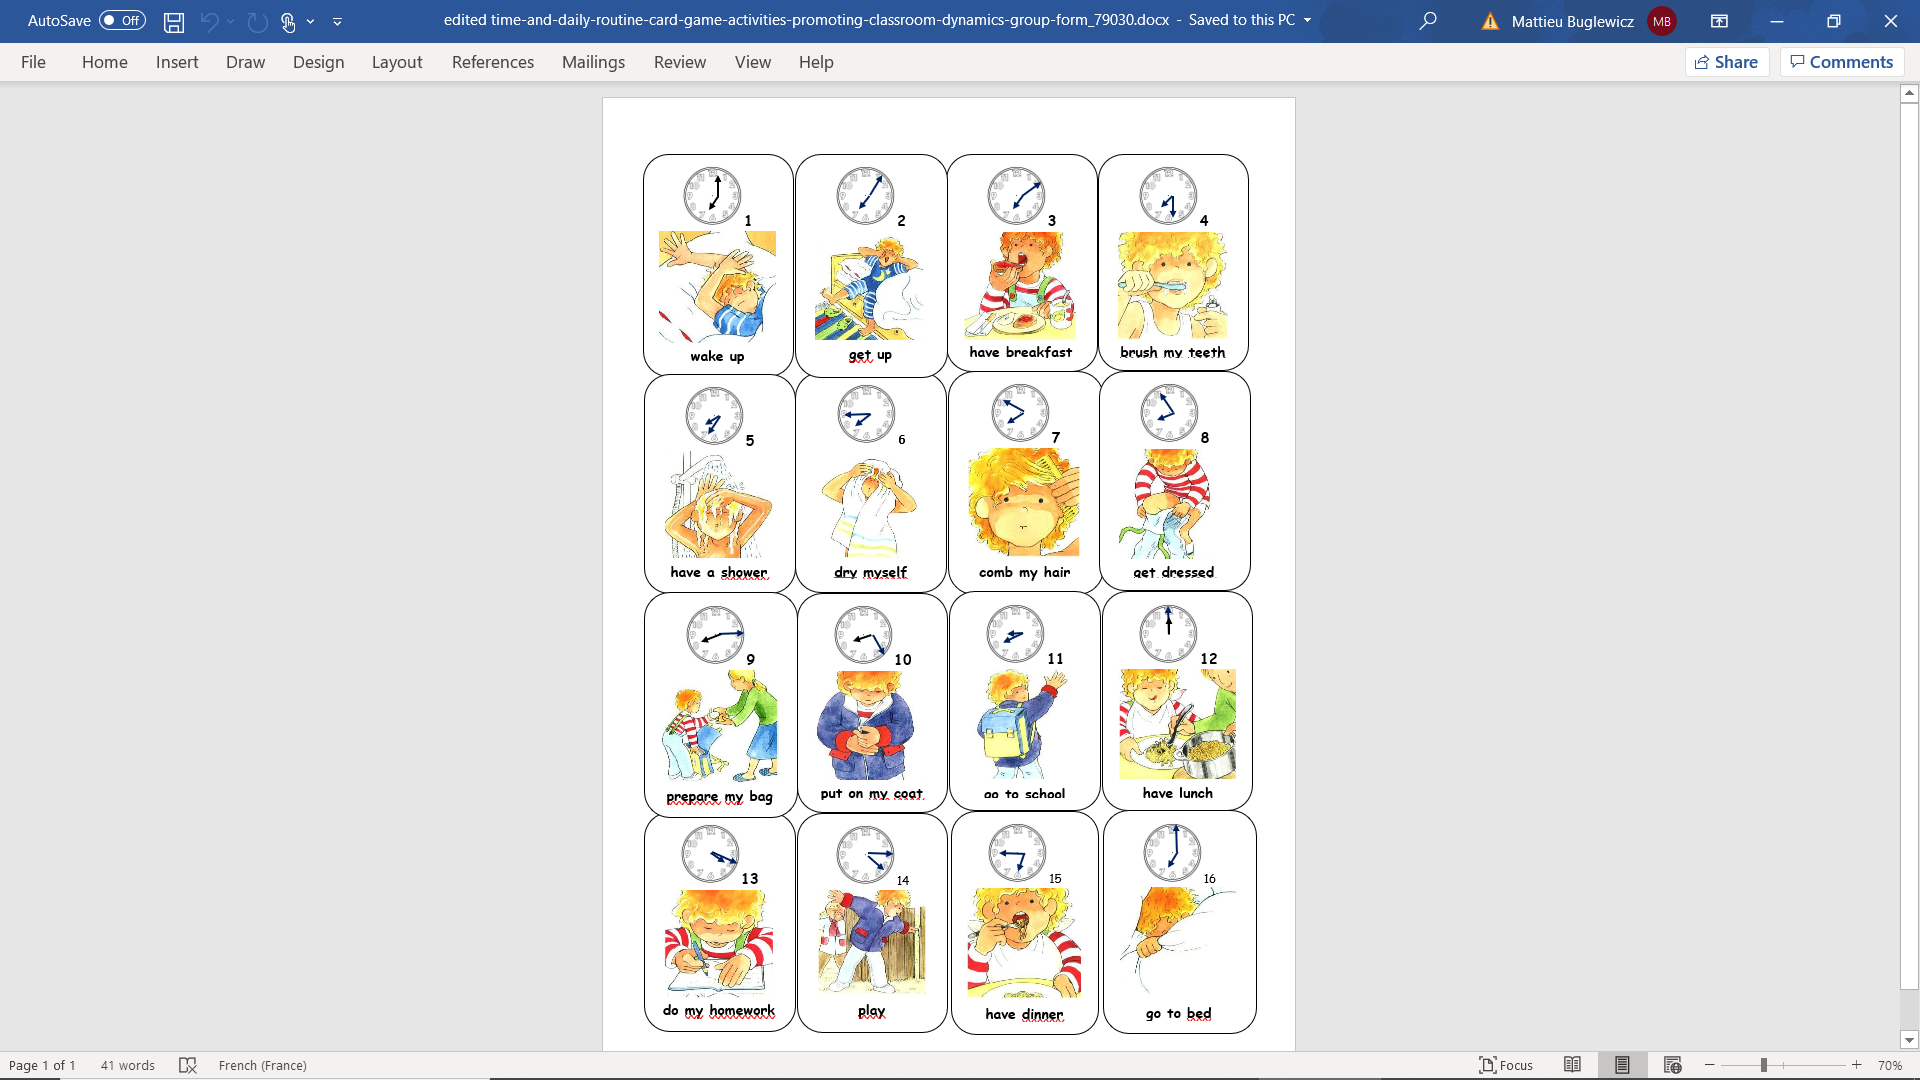 AutoSave Off edited time-and-daily-routine-card-game-activities-promoting-classroom-dynamics-group-form_79030.docx - Saved to this PC Mattieu Buglewicz MB
File Home Insert Draw Design Layout References Mailings Review View Help Share Comments
1 2 3 4
wake up get up have breakfast brush my teeth
5 6 7 8
have a shower dry myself comb my hair get dressed
9 10 11 12
prepare my bag put on my coat go to school have lunch
13 14 15 16
do my homework play have dinner go to bed
Page 1 of 1 41 words French (France) Focus 70%